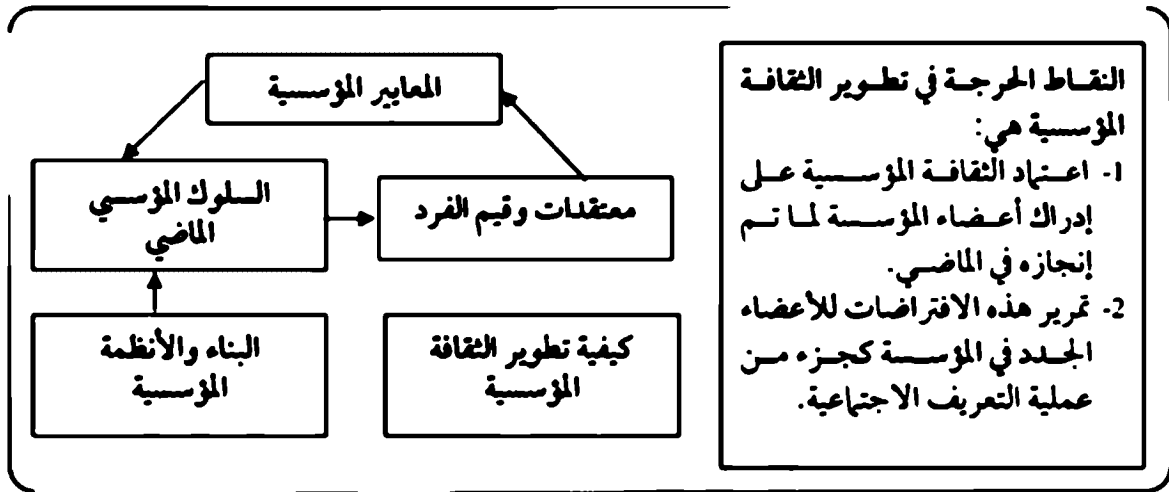 النقاط الحرجة في تطوير الثقافة
المؤسسية هي:
1- اعتماد الثقافة المؤسسية على
إدراك أعضاء المؤسسة لما تم
إنجازه في الماضي.
2- تمرير هذه الافتراضات للأعضاء
الجدد في المؤسسة كجزء من
عملية التعريف الاجتماعية.
المعايير المؤسسية
معتقدات وقيم الفرد
السلوك المؤسسي
الماضي
كيفية تطوير الثقافة
المؤسسية
البناء والأنظمة
المؤسسية